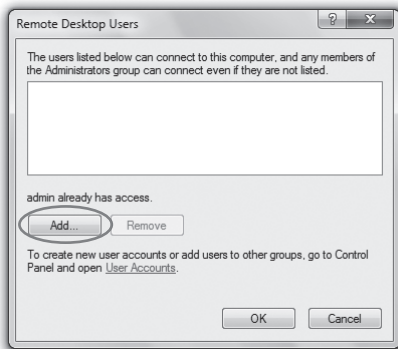 Remote Desktop Users
The users listed below can connect to this computer, and any members of
the Administrators group can connect even if they are not listed.
admin already has access.
Add... Remove
To create new user accounts or add users to other groups, go to Control
Panel and open User Accounts.
OK Cancel